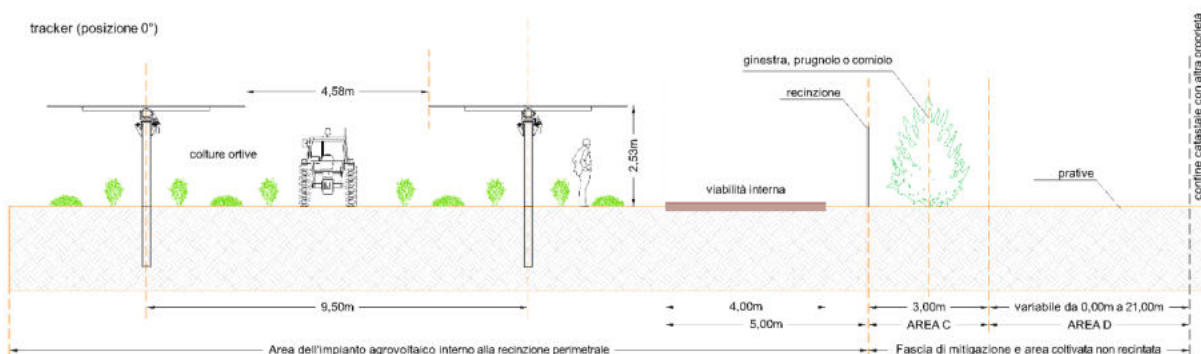 tracker (posizione 0°)
ginestra, prugnolo o corniolo
recinzione
4,58m
2,53m
colture ortive
viabilità interna
prative
confine catastale con altra proprietà
9,50m
4,00m
3,00m
variabile da 0,00m a 21,00m
5,00m
AREA C
AREA D
Area dell'impianto agrovoltaico interno alla recinzione perimetrale
Fascia di mitigazione e area coltivata non recintata